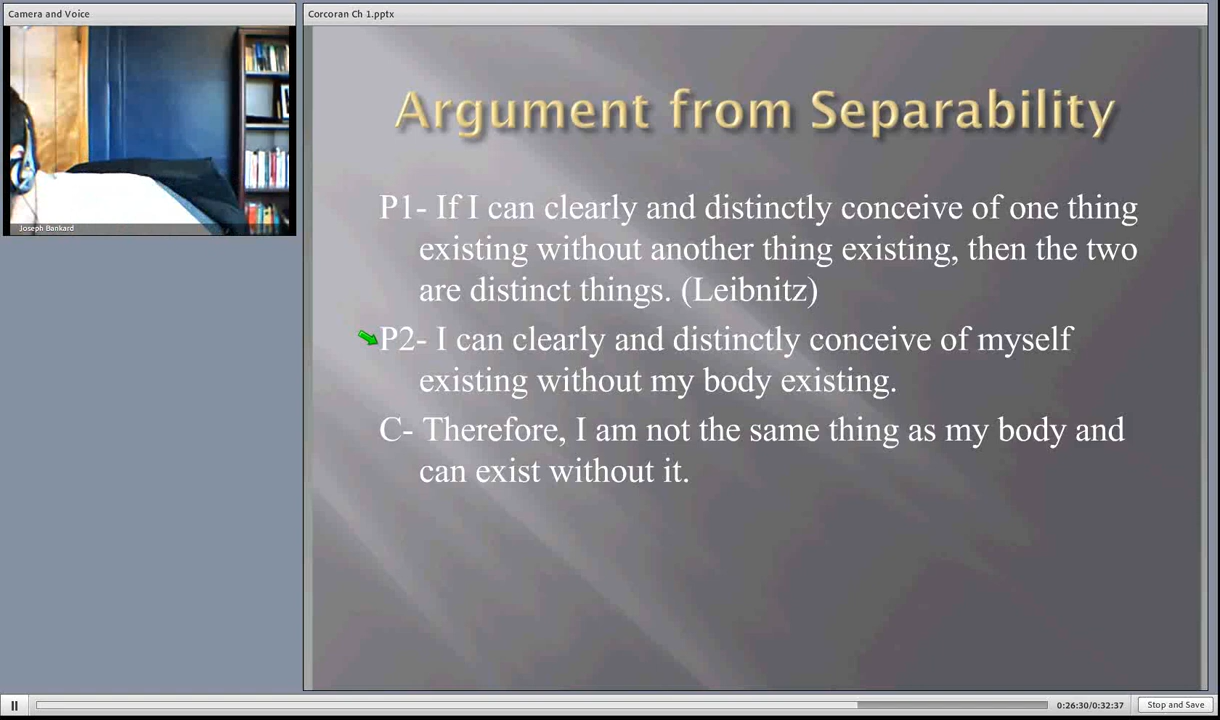 Camera and Voice
Joseph Bankard
Corcoran Ch 1.pptx
Argument from Separability
P1- If I can clearly and distinctly conceive of one thing
existing without another thing existing, then the two
are distinct things. (Leibnitz)
P2- I can clearly and distinctly conceive of myself
existing without my body existing.
C- Therefore, I am not the same thing as my body and
can exist without it.
0:26:30/0:32:37
Stop and Save